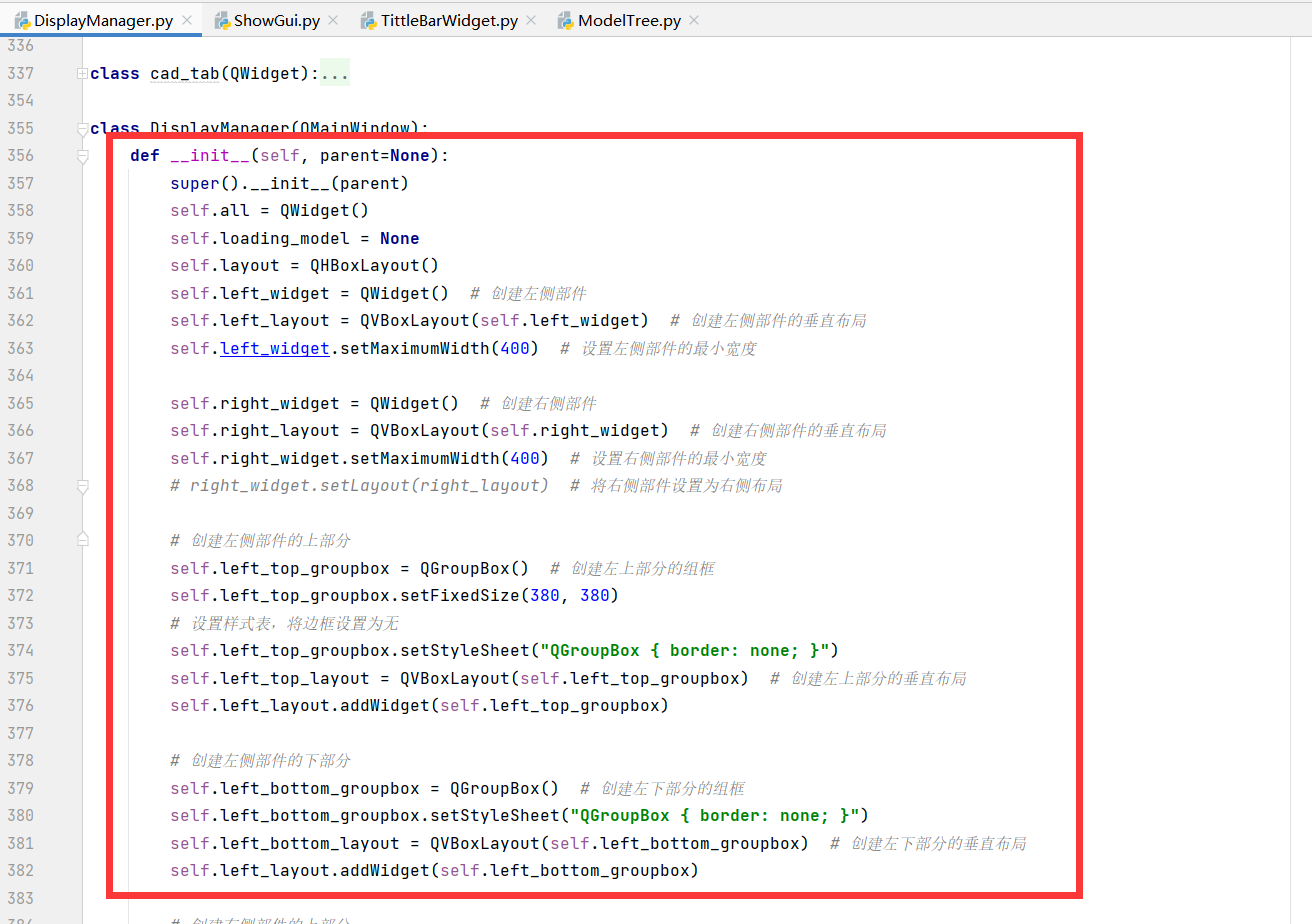 DisplayManager.py × ShowGui.py × TittleBarWidget.py × ModelTree.py ×
336
337 class cad_tab(QWidget):...
354
355 class DisplayManager(QMainWindow):
356 def __init__(self, parent=None):
357 super().__init__(parent)
358 self.all = QWidget()
359 self.loading_model = None
360 self.layout = QHBoxLayout()
361 self.left_widget = QWidget()  # 创建左侧部件
362 self.left_layout = QVBoxLayout(self.left_widget)  # 创建左侧部件的垂直布局
363 self.left_widget.setMaximumWidth(400)  # 设置左侧部件的最小宽度
364
365 self.right_widget = QWidget()  # 创建右侧部件
366 self.right_layout = QVBoxLayout(self.right_widget)  # 创建右侧部件的垂直布局
367 self.right_widget.setMaximumWidth(400)  # 设置右侧部件的最小宽度
368 # right_widget.setLayout(right_layout)  # 将右侧部件设置为右侧布局
369
370 # 创建左侧部件的上部分
371 self.left_top_groupbox = QGroupBox()  # 创建左上部分的组框
372 self.left_top_groupbox.setFixedSize(380, 380)
373 # 设置样式表，将边框设置为无
374 self.left_top_groupbox.setStyleSheet("QGroupBox { border: none; }")
375 self.left_top_layout = QVBoxLayout(self.left_top_groupbox)  # 创建左上部分的垂直布局
376 self.left_layout.addWidget(self.left_top_groupbox)
377
378 # 创建左侧部件的下部分
379 self.left_bottom_groupbox = QGroupBox()  # 创建左下部分的组框
380 self.left_bottom_groupbox.setStyleSheet("QGroupBox { border: none; }")
381 self.left_bottom_layout = QVBoxLayout(self.left_bottom_groupbox)  # 创建左下部分的垂直布局
382 self.left_layout.addWidget(self.left_bottom_groupbox)
383
384 # 创建右侧部件的上部分